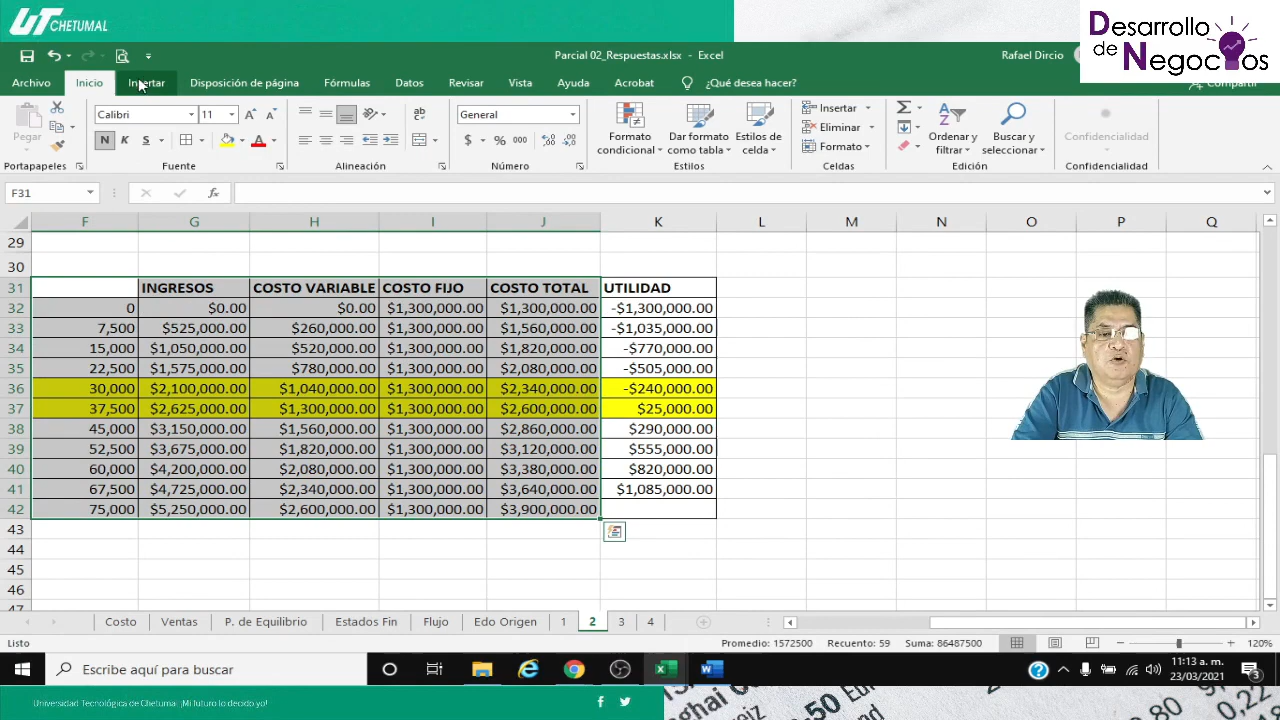 UT CHETUMAL
Desarrollo de Negocios
Parcial 02_Respuestas.xlsx - Excel
Rafael Dircio
Archivo Inicio Insertar Disposición de página Fórmulas Datos Revisar Vista Ayuda Acrobat ¿Qué desea hacer? Compartir
Pegar
Calibri 11
N K S
ab
General
$ % 000
Formato condicional
Dar formato como tabla
Estilos de celda
Insertar
Eliminar
Formato
Ordenar y filtrar
Buscar y seleccionar
Confidencialidad
Portapapeles Fuente Alineación Número Estilos Celdas Edición Confidencialidad
F31 fx
F G H I J K L M N O P Q
29
30
31 INGRESOS COSTO VARIABLE COSTO FIJO COSTO TOTAL UTILIDAD
32 0 $0.00 $0.00 $1,300,000.00 $1,300,000.00 -$1,300,000.00
33 7,500 $525,000.00 $260,000.00 $1,300,000.00 $1,560,000.00 -$1,035,000.00
34 15,000 $1,050,000.00 $520,000.00 $1,300,000.00 $1,820,000.00 -$770,000.00
35 22,500 $1,575,000.00 $780,000.00 $1,300,000.00 $2,080,000.00 -$505,000.00
36 30,000 $2,100,000.00 $1,040,000.00 $1,300,000.00 $2,340,000.00 -$240,000.00
37 37,500 $2,625,000.00 $1,300,000.00 $1,300,000.00 $2,600,000.00 $25,000.00
38 45,000 $3,150,000.00 $1,560,000.00 $1,300,000.00 $2,860,000.00 $290,000.00
39 52,500 $3,675,000.00 $1,820,000.00 $1,300,000.00 $3,120,000.00 $555,000.00
40 60,000 $4,200,000.00 $2,080,000.00 $1,300,000.00 $3,380,000.00 $820,000.00
41 67,500 $4,725,000.00 $2,340,000.00 $1,300,000.00 $3,640,000.00 $1,085,000.00
42 75,000 $5,250,000.00 $2,600,000.00 $1,300,000.00 $3,900,000.00
43
44
45
46
47
Costo Ventas P. de Equilibrio Estados Fin Flujo Edo Origen 1 2 3 4
Listo Promedio: 1572500 Recuento: 59 Suma: 86487500 120%
Escribe aquí para buscar
11:13 a. m.
23/03/2021
3
Universidad Tecnológica de Chetumal: ¡Mi futuro lo decido yo!